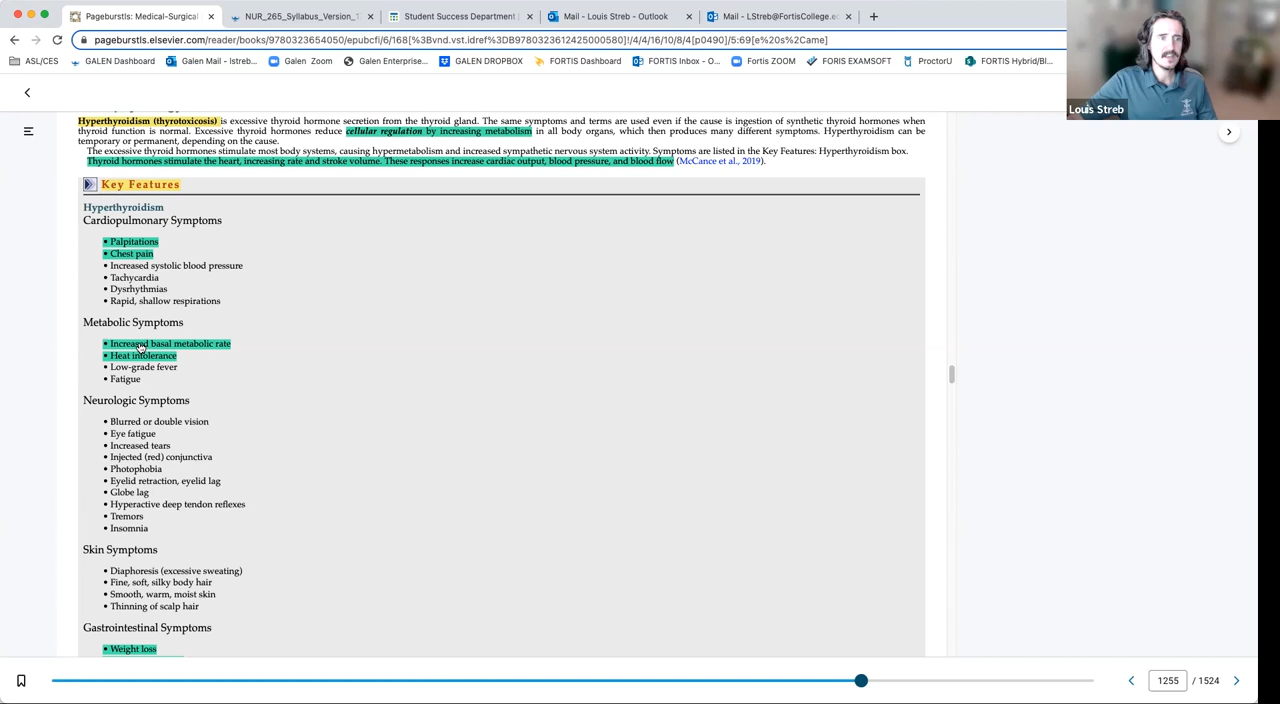 Pageburstls: Medical-Surgical
NUR_265_Syllabus_Version_1
Student Success Department
Mail - Louis Streb - Outlook
Mail - LStreb@FortisCollege.e
pageburstls.elsevier.com/reader/books/9780323654050/epubcfi/6/168[%3Bvnd.vst.idref%3DB9780323612425000580]!/4/4/16/10/8/4[p0490]/5:69[e%20s%2Came]
ASL/CES
GALEN Dashboard
Galen Mail - lstreb...
Galen Zoom
Galen Enterprise...
GALEN DROPBOX
FORTIS Dashboard
FORTIS Inbox - O...
Fortis ZOOM
FORIS EXAMSOFT
ProctorU
FORTIS Hybrid/Bl...
Louis Streb
Hyperthyroidism (thyrotoxicosis) is excessive thyroid hormone secretion from the thyroid gland. The same symptoms and terms are used even if the cause is ingestion of synthetic thyroid hormones when
thyroid function is normal. Excessive thyroid hormones reduce cellular regulation by increasing metabolism in all body organs, which then produces many different symptoms. Hyperthyroidism can be
temporary or permanent, depending on the cause.
The excessive thyroid hormones stimulate most body systems, causing hypermetabolism and increased sympathetic nervous system activity. Symptoms are listed in the Key Features: Hyperthyroidism box.
Thyroid hormones stimulate the heart, increasing rate and stroke volume. These responses increase cardiac output, blood pressure, and blood flow (McCance et al., 2019).
Key Features
Hyperthyroidism
Cardiopulmonary Symptoms
• Palpitations
• Chest pain
• Increased systolic blood pressure
• Tachycardia
• Dysrhythmias
• Rapid, shallow respirations
Metabolic Symptoms
• Increased basal metabolic rate
• Heat intolerance
• Low-grade fever
• Fatigue
Neurologic Symptoms
• Blurred or double vision
• Eye fatigue
• Increased tears
• Injected (red) conjunctiva
• Photophobia
• Eyelid retraction, eyelid lag
• Globe lag
• Hyperactive deep tendon reflexes
• Tremors
• Insomnia
Skin Symptoms
• Diaphoresis (excessive sweating)
• Fine, soft, silky body hair
• Smooth, warm, moist skin
• Thinning of scalp hair
Gastrointestinal Symptoms
• Weight loss
1255 / 1524